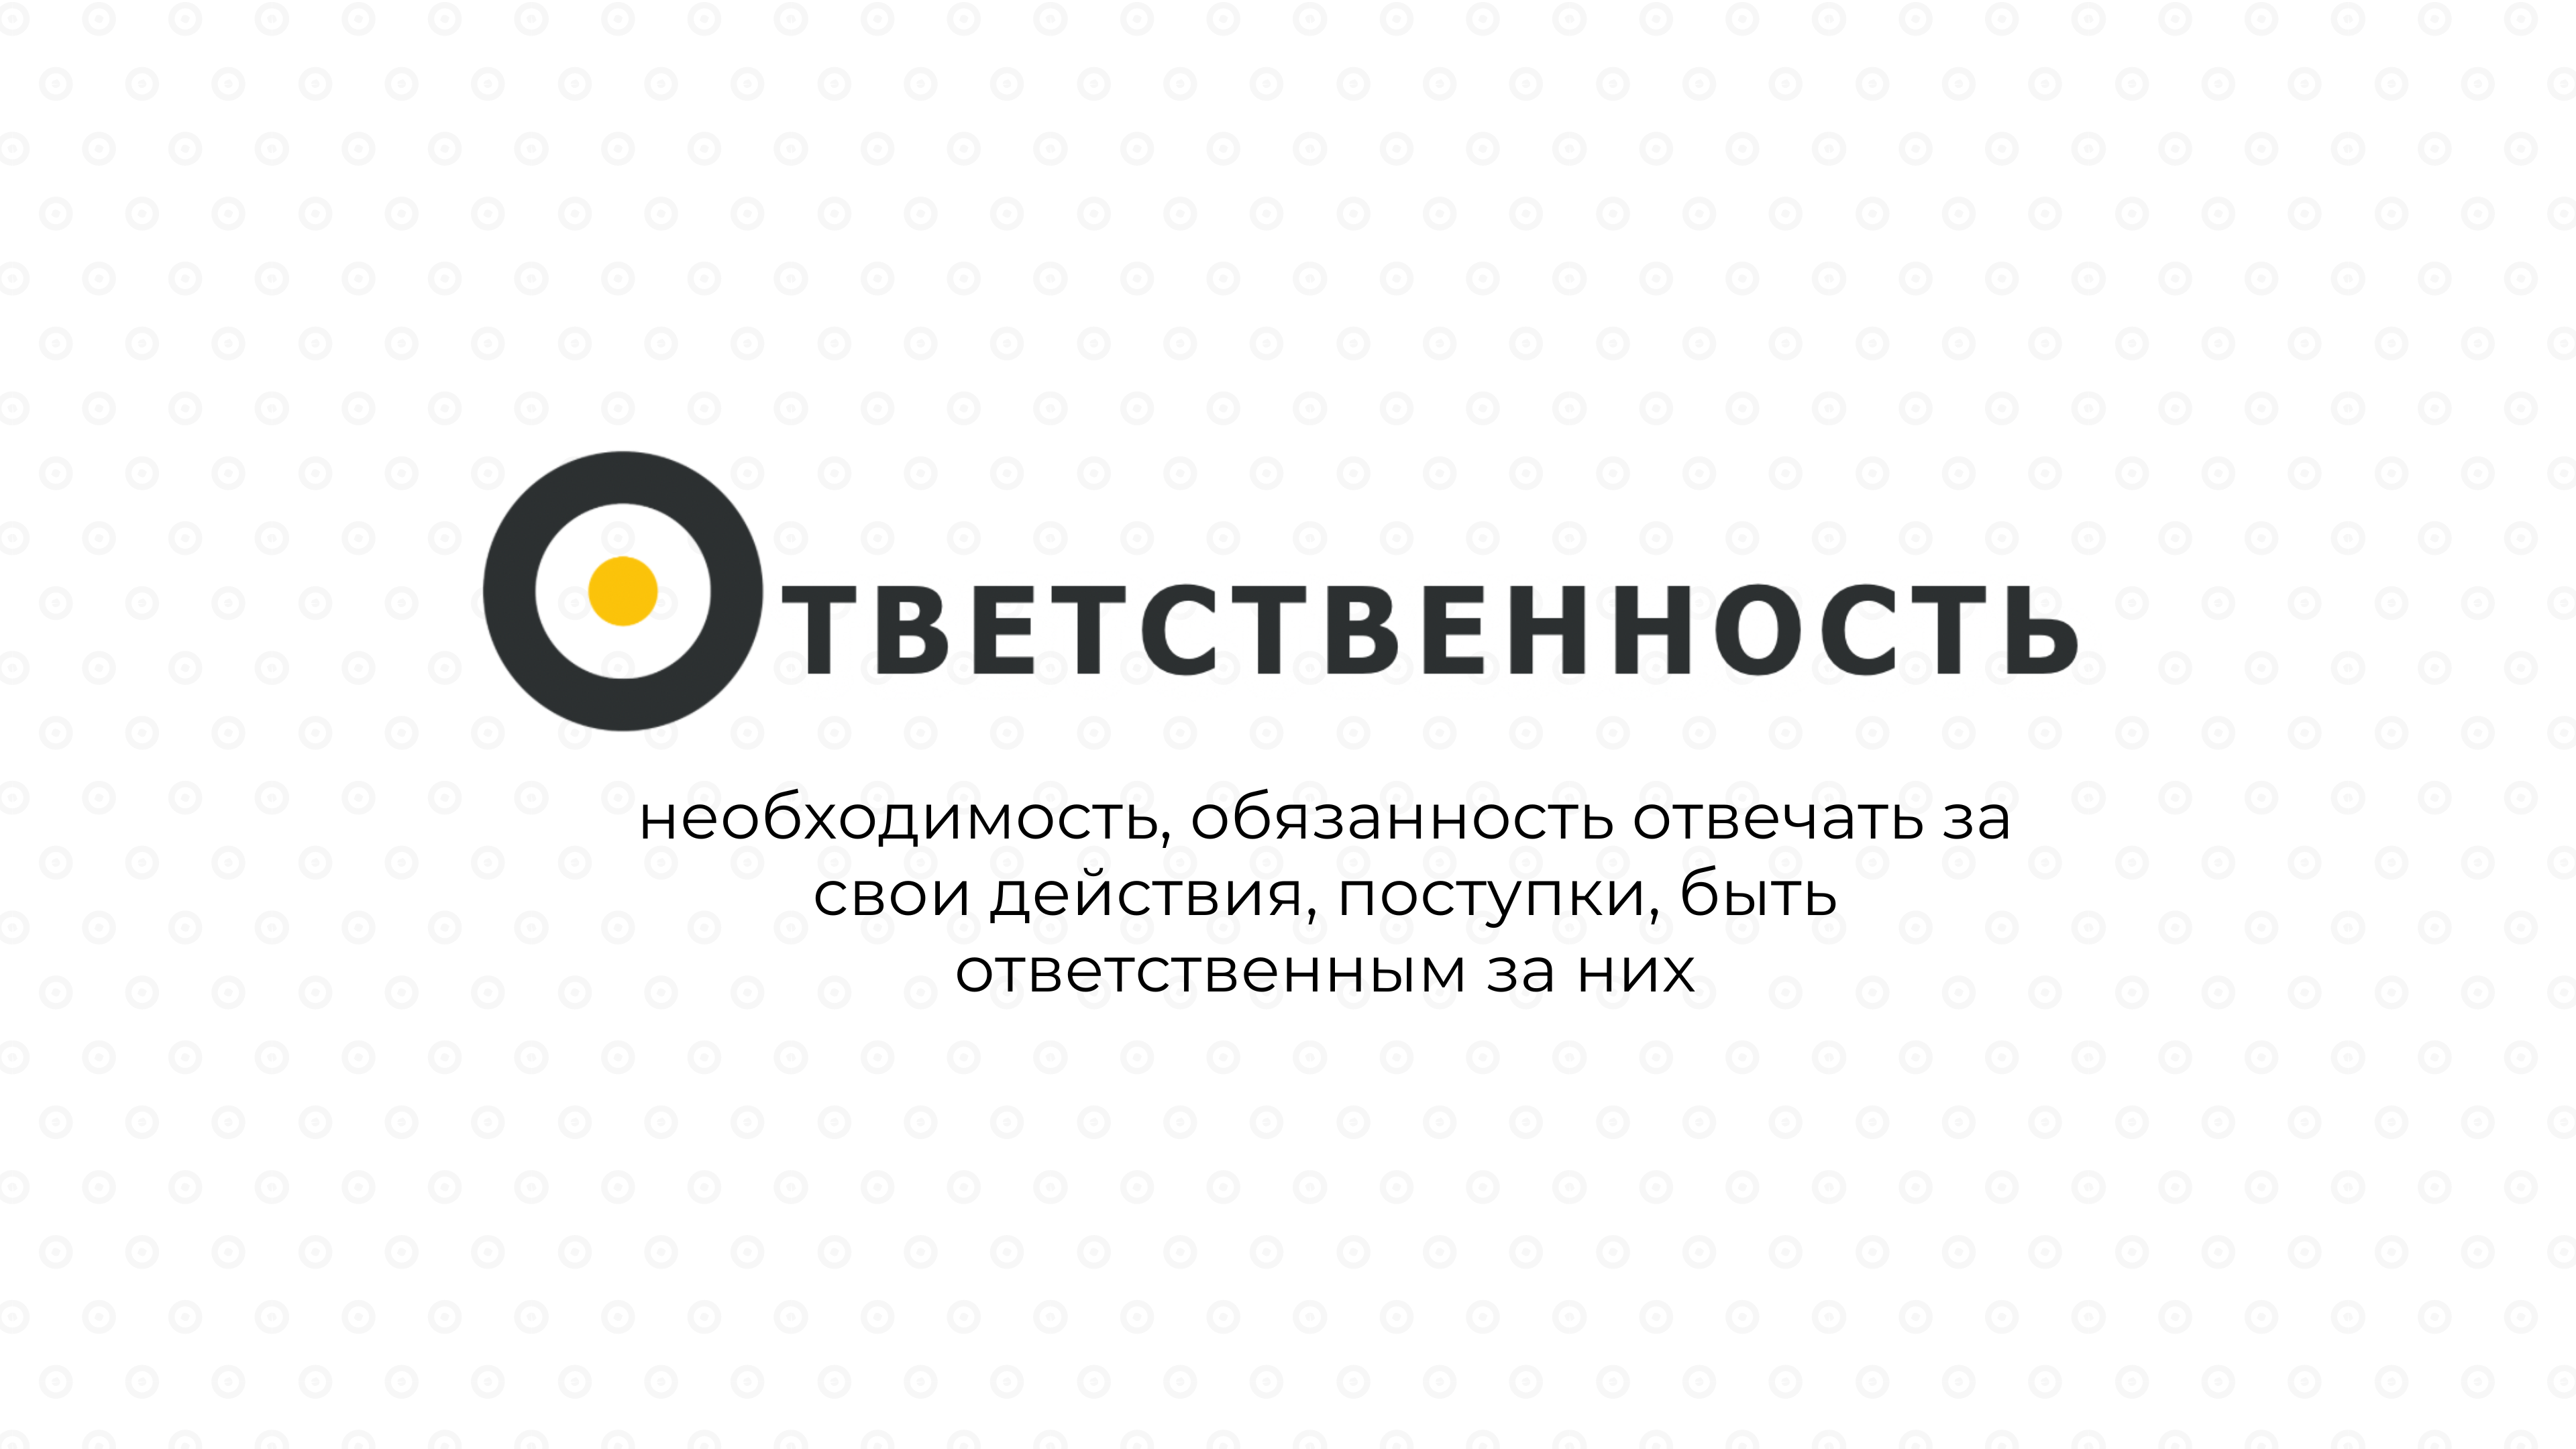 ОТВЕТСТВЕННОСТЬ
необходимость, обязанность отвечать за
свои действия, поступки, быть
ответственным за них